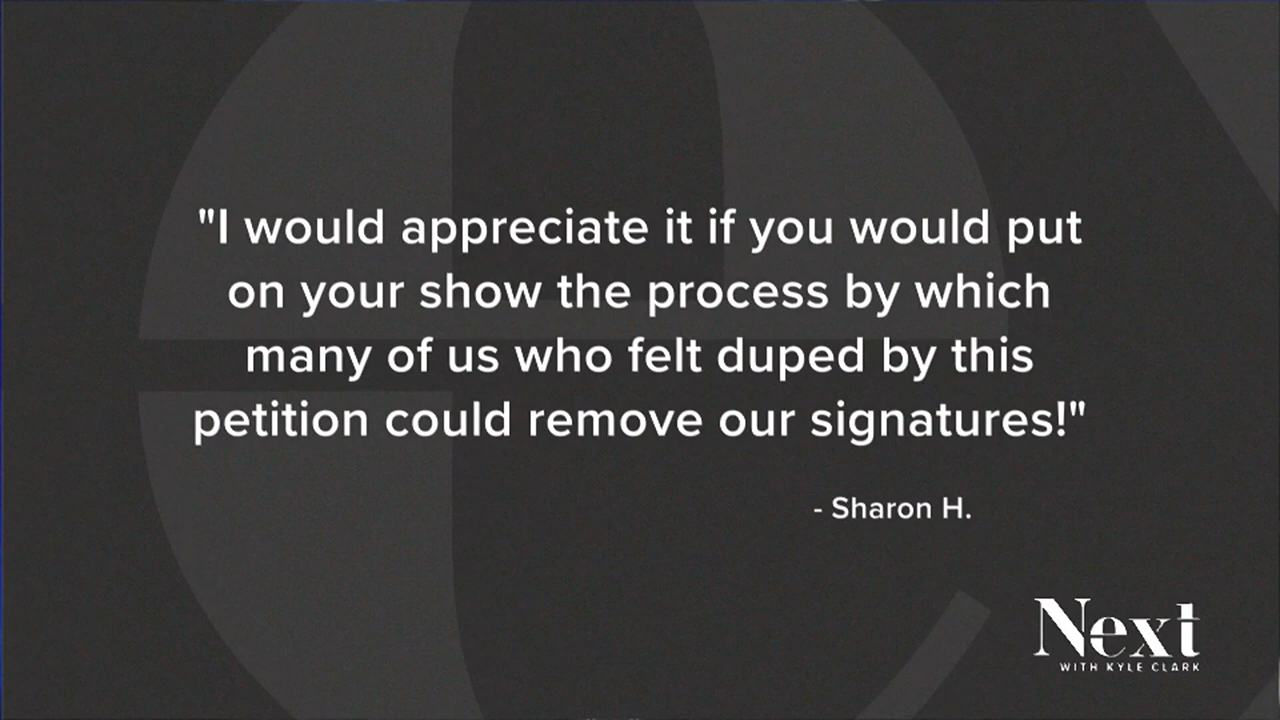 "I would appreciate it if you would put
on your show the process by which
many of us who felt duped by this
petition could remove our signatures!"
- Sharon H.
Next
WITH KYLE CLARK